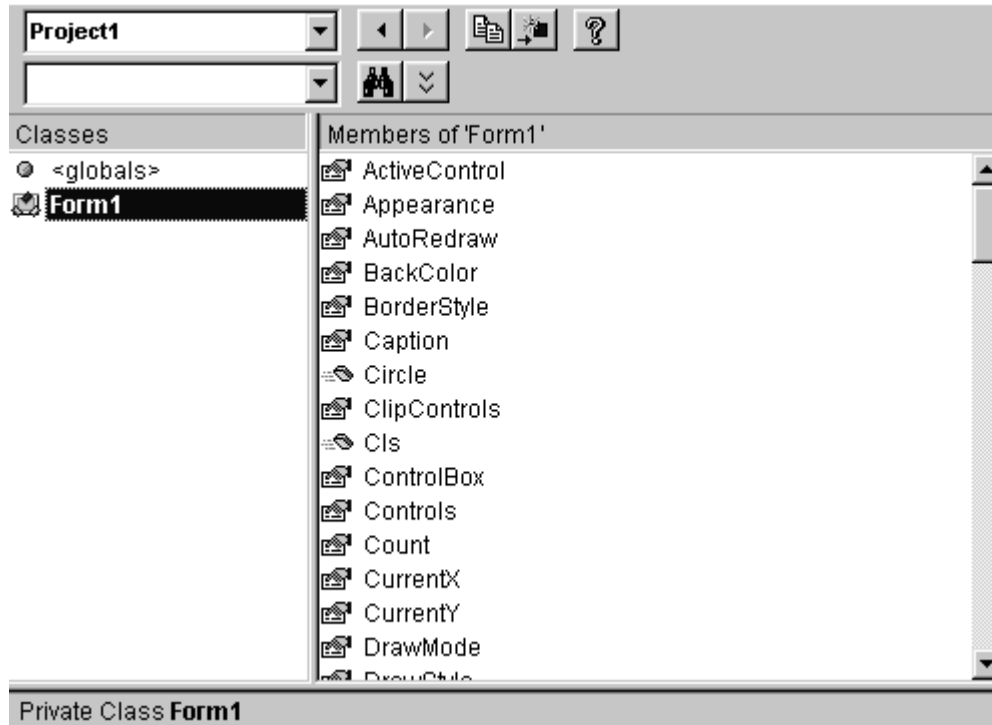 Project1
Classes
Members of 'Form1'
<globals>
Form1
ActiveControl
Appearance
AutoRedraw
BackColor
BorderStyle
Caption
Circle
ClipControls
Cls
ControlBox
Controls
Count
CurrentX
CurrentY
DrawMode
DrawStyle
Private Class Form1